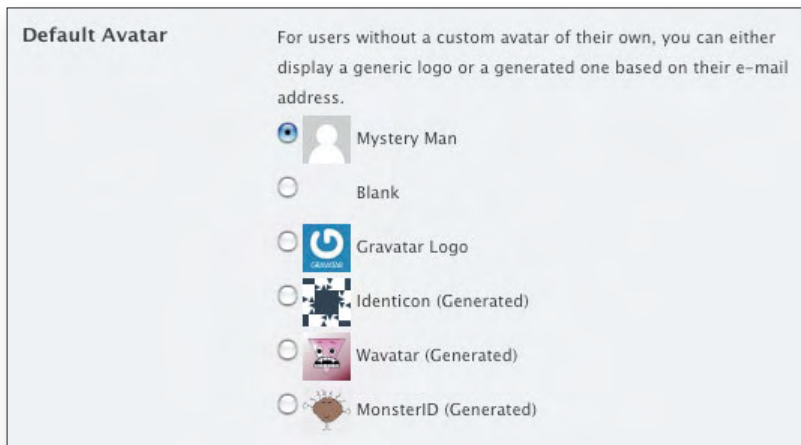 Default Avatar
For users without a custom avatar of their own, you can either
display a generic logo or a generated one based on their e-mail
address.
Mystery Man
Blank
GRAVATAR
Gravatar Logo
Identicon (Generated)
Wavatar (Generated)
MonsterID (Generated)